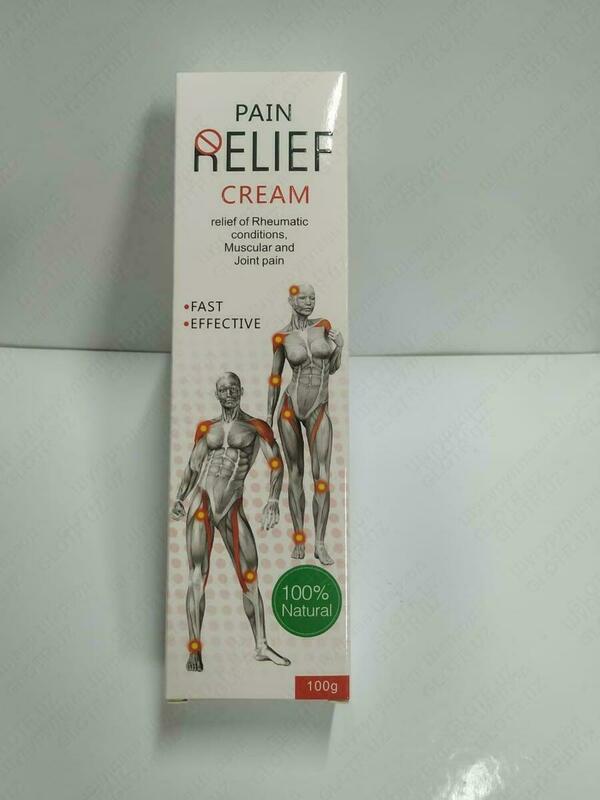 PAIN
RELIEF
CREAM
relief of Rheumatic
conditions,
Muscular and
Joint pain
•FAST
•EFFECTIVE
100%
Natural
100g